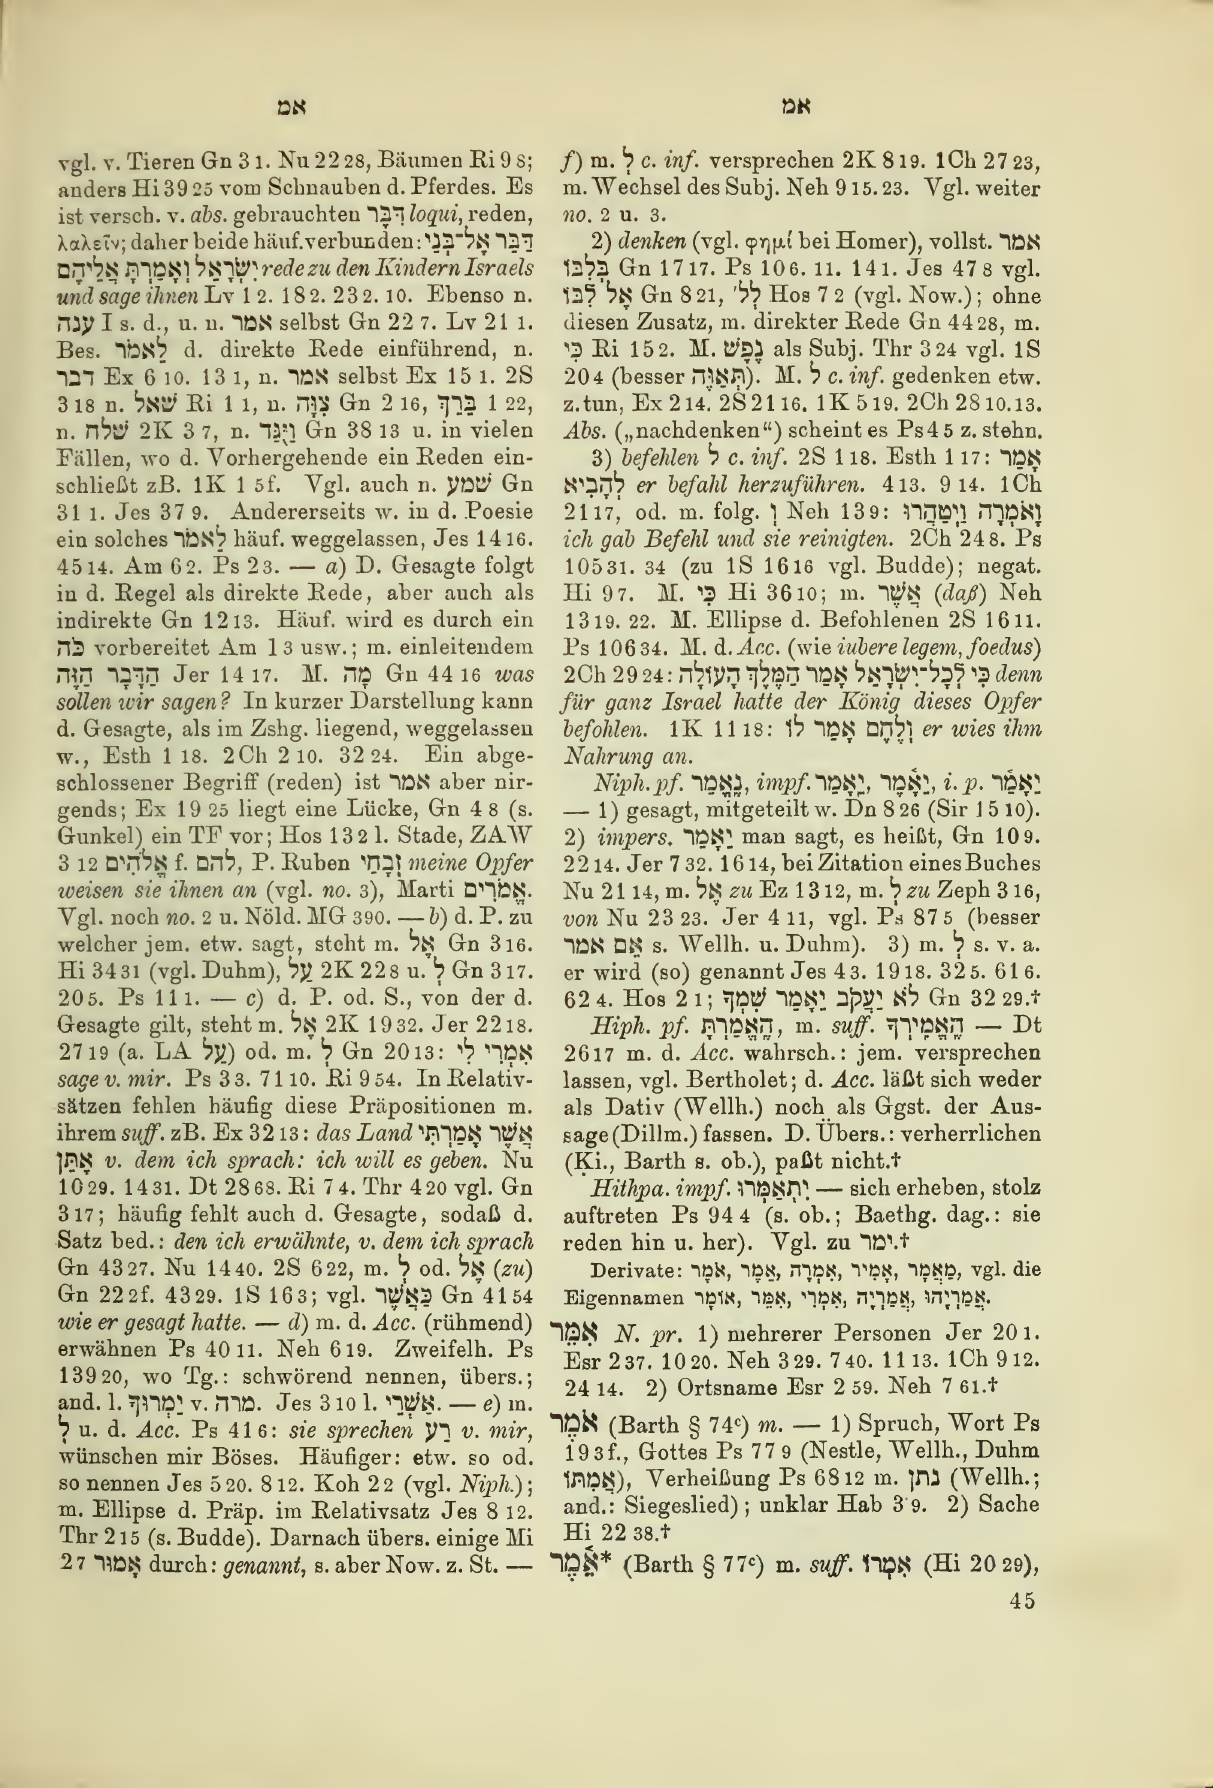 אמ
אמ
vgl. v. Tieren Gn 3 1. Nu 22 28, Bäumen Ri 9 8;
anders Hi 39 25 vom Schnauben d. Pferdes. Es
ist versch. v. abs. gebrauchten דִּבֶּר loqui, reden,
λαλεῖν; daher beide häuf. verbunden: דַּבֵּר אֶל־בְּנֵי
יִשְׂרָאֵל וְאָמַרְתָּ אֲלֵיהֶם rede zu den Kindern Israels
und sage ihnen Lv 1 2. 18 2. 23 2. 10. Ebenso n.
ענה I s. d., u. n. אמר selbst Gn 22 7. Lv 21 1.
Bes. לֵאמֹר d. direkte Rede einführend, n.
דבר Ex 6 10. 13 1, n. אמר selbst Ex 15 1. 2S
3 18 n. שאל Ri 1 1, n. צִוָּה Gn 2 16, בֵּרַךְ 1 22,
n. שלח 2K 3 7, n. וַיֻּגַּד Gn 38 13 u. in vielen
Fällen, wo d. Vorhergehende ein Reden ein-
schließt zB. 1K 1 5f. Vgl. auch n. שמע Gn
31 1. Jes 37 9. Andererseits w. in d. Poesie
ein solches לֵאמֹר häuf. weggelassen, Jes 14 16.
45 14. Am 6 2. Ps 2 3. — a) D. Gesagte folgt
in d. Regel als direkte Rede, aber auch als
indirekte Gn 12 13. Häuf. wird es durch ein
כֹּה vorbereitet Am 1 3 usw.; m. einleitendem
הַדָּבָר הַזֶּה Jer 14 17. M. מָה Gn 44 16 was
sollen wir sagen? In kurzer Darstellung kann
d. Gesagte, als im Zshg. liegend, weggelassen
w., Esth 1 18. 2Ch 2 10. 32 24. Ein abge-
schlossener Begriff (reden) ist אמר aber nir-
gends; Ex 19 25 liegt eine Lücke, Gn 4 8 (s.
Gunkel) ein TF vor; Hos 13 2 l. Stade, ZAW
3 12 אֱלֹהִים f. להם, P. Ruben זְבָחַי meine Opfer
weisen sie ihnen an (vgl. no. 3), Marti אֹמְרִים.
Vgl. noch no. 2 u. Nöld. MG 390. — b) d. P. zu
welcher jem. etw. sagt, steht m. אֶל Gn 3 16.
Hi 34 31 (vgl. Duhm), עַל 2K 22 8 u. לְ Gn 3 17.
20 5. Ps 11 1. — c) d. P. od. S., von der d.
Gesagte gilt, steht m. אֶל 2K 19 32. Jer 22 18.
27 19 (a. LA עַל) od. m. לְ Gn 20 13: אִמְרִי לִי
sage v. mir. Ps 3 3. 71 10. Ri 9 54. In Relativ-
sätzen fehlen häufig diese Präpositionen m.
ihrem suff. zB. Ex 32 13: das Land אֲשֶׁר אָמַרְתִּי
אֶתֵּן v. dem ich sprach: ich will es geben. Nu
10 29. 14 31. Dt 28 68. Ri 7 4. Thr 4 20 vgl. Gn
3 17; häufig fehlt auch d. Gesagte, sodaß d.
Satz bed.: den ich erwähnte, v. dem ich sprach
Gn 43 27. Nu 14 40. 2S 6 22, m. לְ od. אֶל (zu)
Gn 22 2f. 43 29. 1S 16 3; vgl. כַּאֲשֶׁר Gn 41 54
wie er gesagt hatte. — d) m. d. Acc. (rühmend)
erwähnen Ps 40 11. Neh 6 19. Zweifelh. Ps
139 20, wo Tg.: schwörend nennen, übers.;
and. l. יַמְרוּךָ v. מרה. Jes 3 10 l. אַשְׁרֵי. — e) m.
לְ u. d. Acc. Ps 41 6: sie sprechen רַע v. mir,
wünschen mir Böses. Häufiger: etw. so od.
so nennen Jes 5 20. 8 12. Koh 2 2 (vgl. Niph.);
m. Ellipse d. Präp. im Relativsatz Jes 8 12.
Thr 2 15 (s. Budde). Darnach übers. einige Mi
2 7 אָמוּר durch: genannt, s. aber Now. z. St. —
f) m. לְ c. inf. versprechen 2K 8 19. 1Ch 27 23,
m. Wechsel des Subj. Neh 9 15. 23. Vgl. weiter
no. 2 u. 3.
2) denken (vgl. φημί bei Homer), vollst. אמר
בְּלִבּוֹ Gn 17 17. Ps 10 6. 11. 14 1. Jes 47 8 vgl.
אֶל לִבּוֹ Gn 8 21, לְלְ' Hos 7 2 (vgl. Now.); ohne
diesen Zusatz, m. direkter Rede Gn 44 28, m.
כִּי Ri 15 2. M. נֶפֶשׁ als Subj. Thr 3 24 vgl. 1S
20 4 (besser תְּאַוֶּה). M. לְ c. inf. gedenken etw.
z. tun, Ex 2 14. 2S 21 16. 1K 5 19. 2Ch 28 10. 13.
Abs. („nachdenken“) scheint es Ps 4 5 z. stehn.
3) befehlen לְ c. inf. 2S 1 18. Esth 1 17: אָמַר
לְהָבִיא er befahl herzuführen. 4 13. 9 14. 1Ch
21 17, od. m. folg. וְ Neh 13 9: וָאֹמְרָה וַיְטַהֲרוּ
ich gab Befehl und sie reinigten. 2Ch 24 8. Ps
105 31. 34 (zu 1S 16 16 vgl. Budde); negat.
Hi 9 7. M. כִּי Hi 36 10; m. אֲשֶׁר (daß) Neh
13 19. 22. M. Ellipse d. Befohlenen 2S 16 11.
Ps 106 34. M. d. Acc. (wie iubere legem, foedus)
2Ch 29 24: כִּי לְכָל־יִשְׂרָאֵל אָמַר הַמֶּלֶךְ הָעוֹלָה denn
für ganz Israel hatte der König dieses Opfer
befohlen. 1K 11 18: וְלֶחֶם אָמַר לוֹ er wies ihm
Nahrung an.
Niph. pf. נֶאֱמַר, impf. יֵאָמֵר, יֵאָמֶר, i. p. יֵאָמַר
— 1) gesagt, mitgeteilt w. Dn 8 26 (Sir 15 10).
2) impers. יֵאָמֵר man sagt, es heißt, Gn 10 9.
22 14. Jer 7 32. 16 14, bei Zitation eines Buches
Nu 21 14, m. אֶל zu Ez 13 12, m. לְ zu Zeph 3 16,
von Nu 23 23. Jer 4 11, vgl. Ps 87 5 (besser
אֵם אמר s. Wellh. u. Duhm). 3) m. לְ s. v. a.
er wird (so) genannt Jes 4 3. 19 18. 32 5. 61 6.
62 4. Hos 2 1; לֹא יַעֲקֹב יֵאָמֵר שִׁמְךָ Gn 32 29.†
Hiph. pf. הֶאֱמַרְתָּ, m. suff. הֶאֱמִירְךָ — Dt
26 17 m. d. Acc. wahrsch.: jem. versprechen
lassen, vgl. Bertholet; d. Acc. läßt sich weder
als Dativ (Wellh.) noch als Ggst. der Aus-
sage (Dillm.) fassen. D. Übers.: verherrlichen
(Ki., Barth s. ob.), paßt nicht.†
Hithpa. impf. יִתְאַמְּרוּ — sich erheben, stolz
auftreten Ps 94 4 (s. ob.; Baethg. dag.: sie
reden hin u. her). Vgl. zu ימר.†
Derivate: אֹמֶר, אֵמֶר, אִמְרָה, אָמִיר, מַאֲמָר, vgl. die
Eigennamen אוֹמָר, אִמֵּר, אִמְרִי, אֲמַרְיָה, אֲמַרְיָהוּ.
אִמֵּר N. pr. 1) mehrerer Personen Jer 20 1.
Esr 2 37. 10 20. Neh 3 29. 7 40. 11 13. 1Ch 9 12.
24 14. 2) Ortsname Esr 2 59. Neh 7 61.†
אֹמֶר (Barth § 74c) m. — 1) Spruch, Wort Ps
19 3f., Gottes Ps 77 9 (Nestle, Wellh., Duhm
אֲמִתּוֹ), Verheißung Ps 68 12 m. נתן (Wellh.;
and.: Siegeslied); unklar Hab 3 9. 2) Sache
Hi 22 38.†
אֵמֶר* (Barth § 77c) m. suff. אִמְרוֹ (Hi 20 29),
45